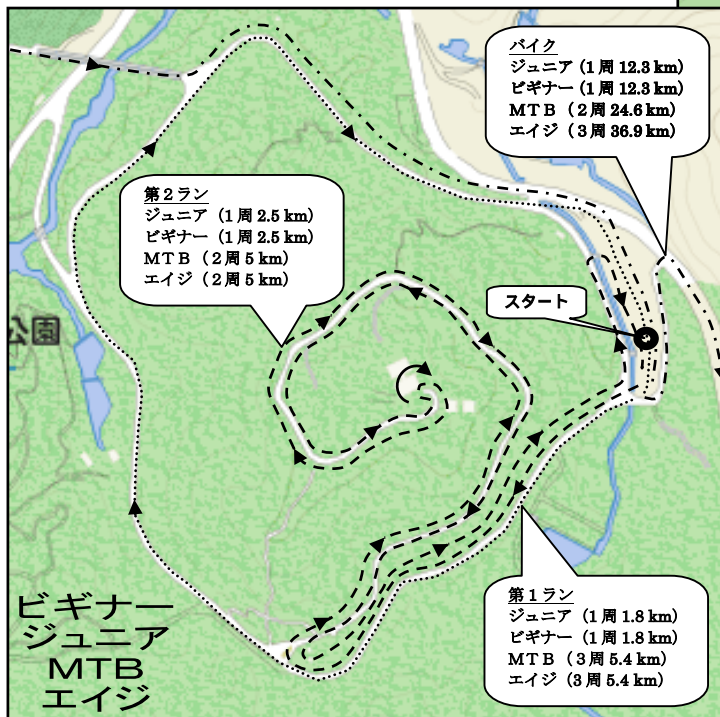 バイク
ジュニア（1周 12.3 km）
ビギナー（1周 12.3 km）
MTB（2周 24.6 km）
エイジ（3周 36.9 km）
第2ラン
ジュニア（1周 2.5 km）
ビギナー（1周 2.5 km）
MTB（2周 5 km）
エイジ（2周 5 km）
スタート
公園
第1ラン
ジュニア（1周 1.8 km）
ビギナー（1周 1.8 km）
MTB（3周 5.4 km）
エイジ（3周 5.4 km）
ビギナー
ジュニア
MTB
エイジ